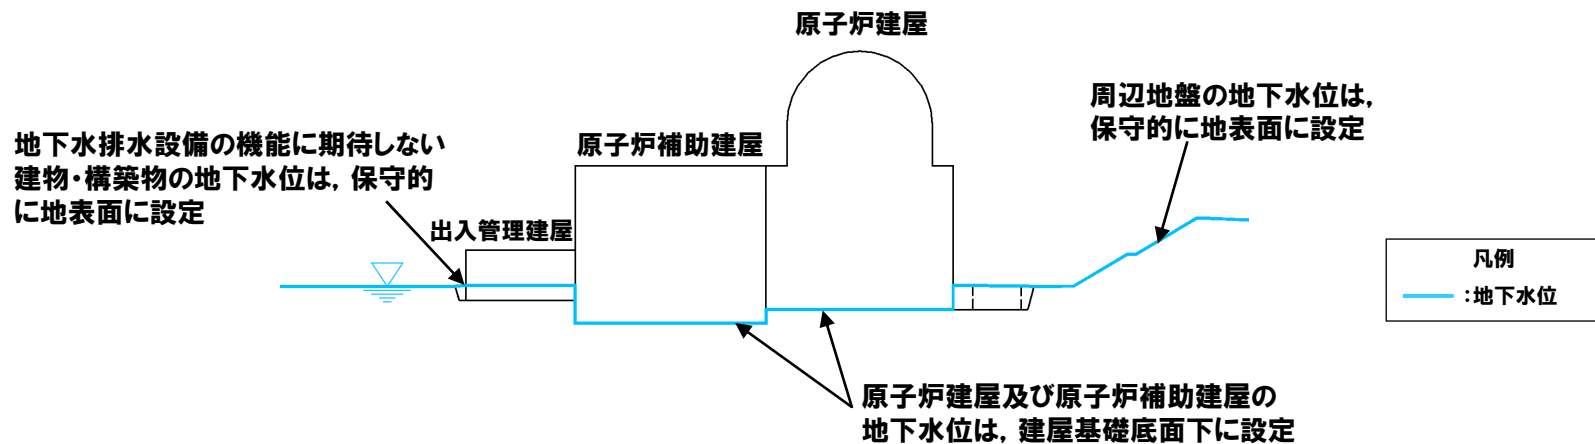 原子炉建屋
周辺地盤の地下水位は,
保守的に地表面に設定
地下水排水設備の機能に期待しない
建物・構築物の地下水位は, 保守的
に地表面に設定
原子炉補助建屋
出入管理建屋
凡例
:地下水位
原子炉建屋及び原子炉補助建屋の
地下水位は, 建屋基礎底面下に設定